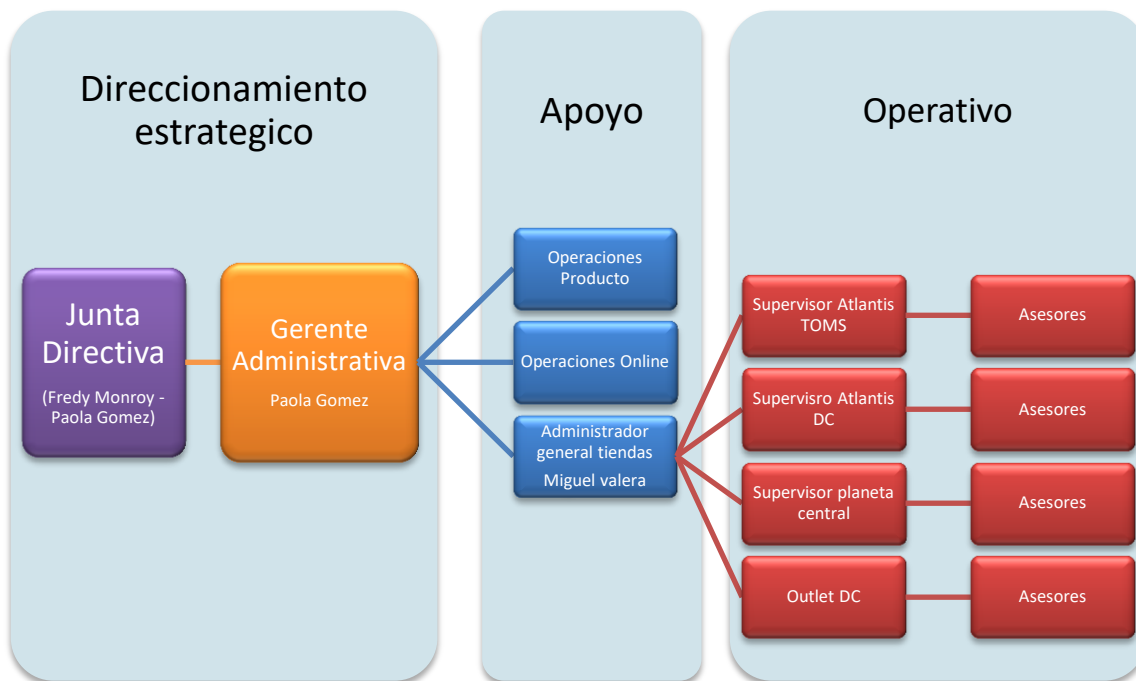 Direccionamiento
estrategico
Apoyo
Operativo
Junta
Directiva
(Fredy Monroy -
Paola Gomez)
Gerente
Administrativa
Paola Gomez
Operaciones
Producto
Operaciones Online
Administrador
general tiendas
Miguel valera
Supervisor Atlantis
TOMS
Asesores
Supervisro Atlantis
DC
Asesores
Supervisor planeta
central
Asesores
Outlet DC
Asesores